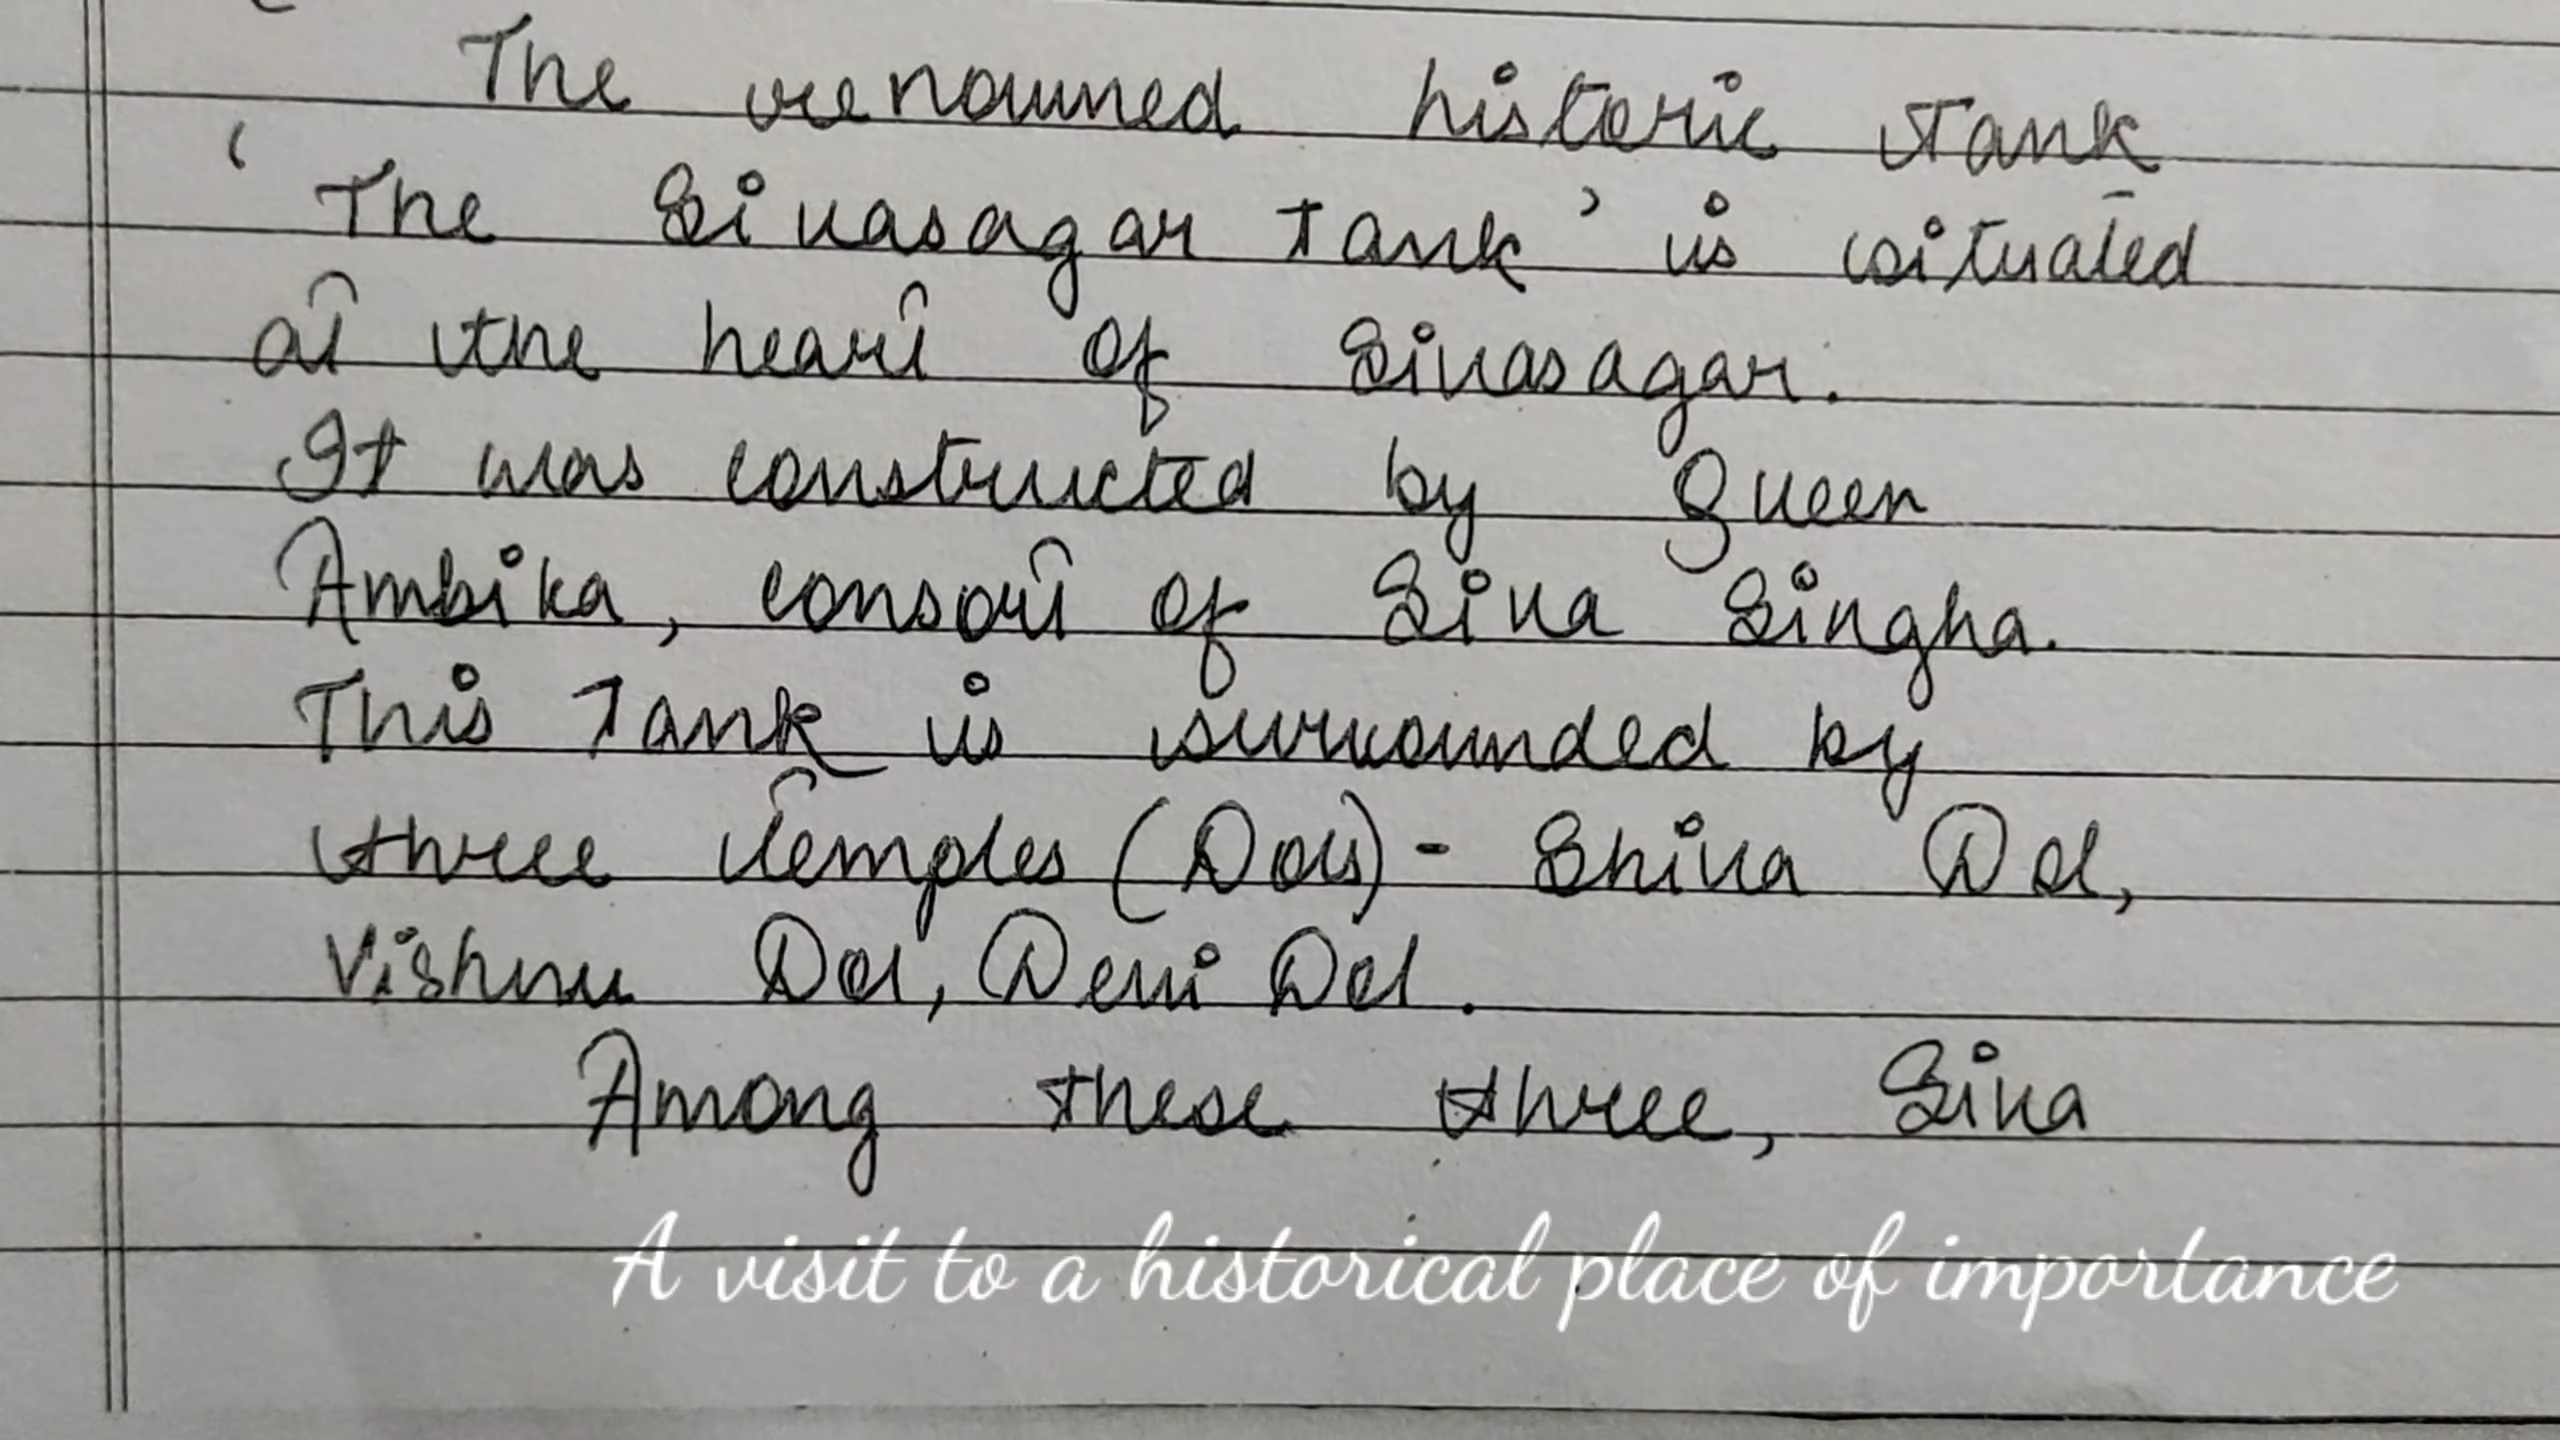 The renowned historic Tank
'The Sivasagar Tank' is situated
at the heart of Sivasagar.
It was constructed by Queen
Ambika, consort of Siva Singha.
This Tank is surrounded by
three temples (Dols) - Shiva Dol,
Vishnu Dol, Devi Dol.
Among these three, Siva
A visit to a historical place of importance